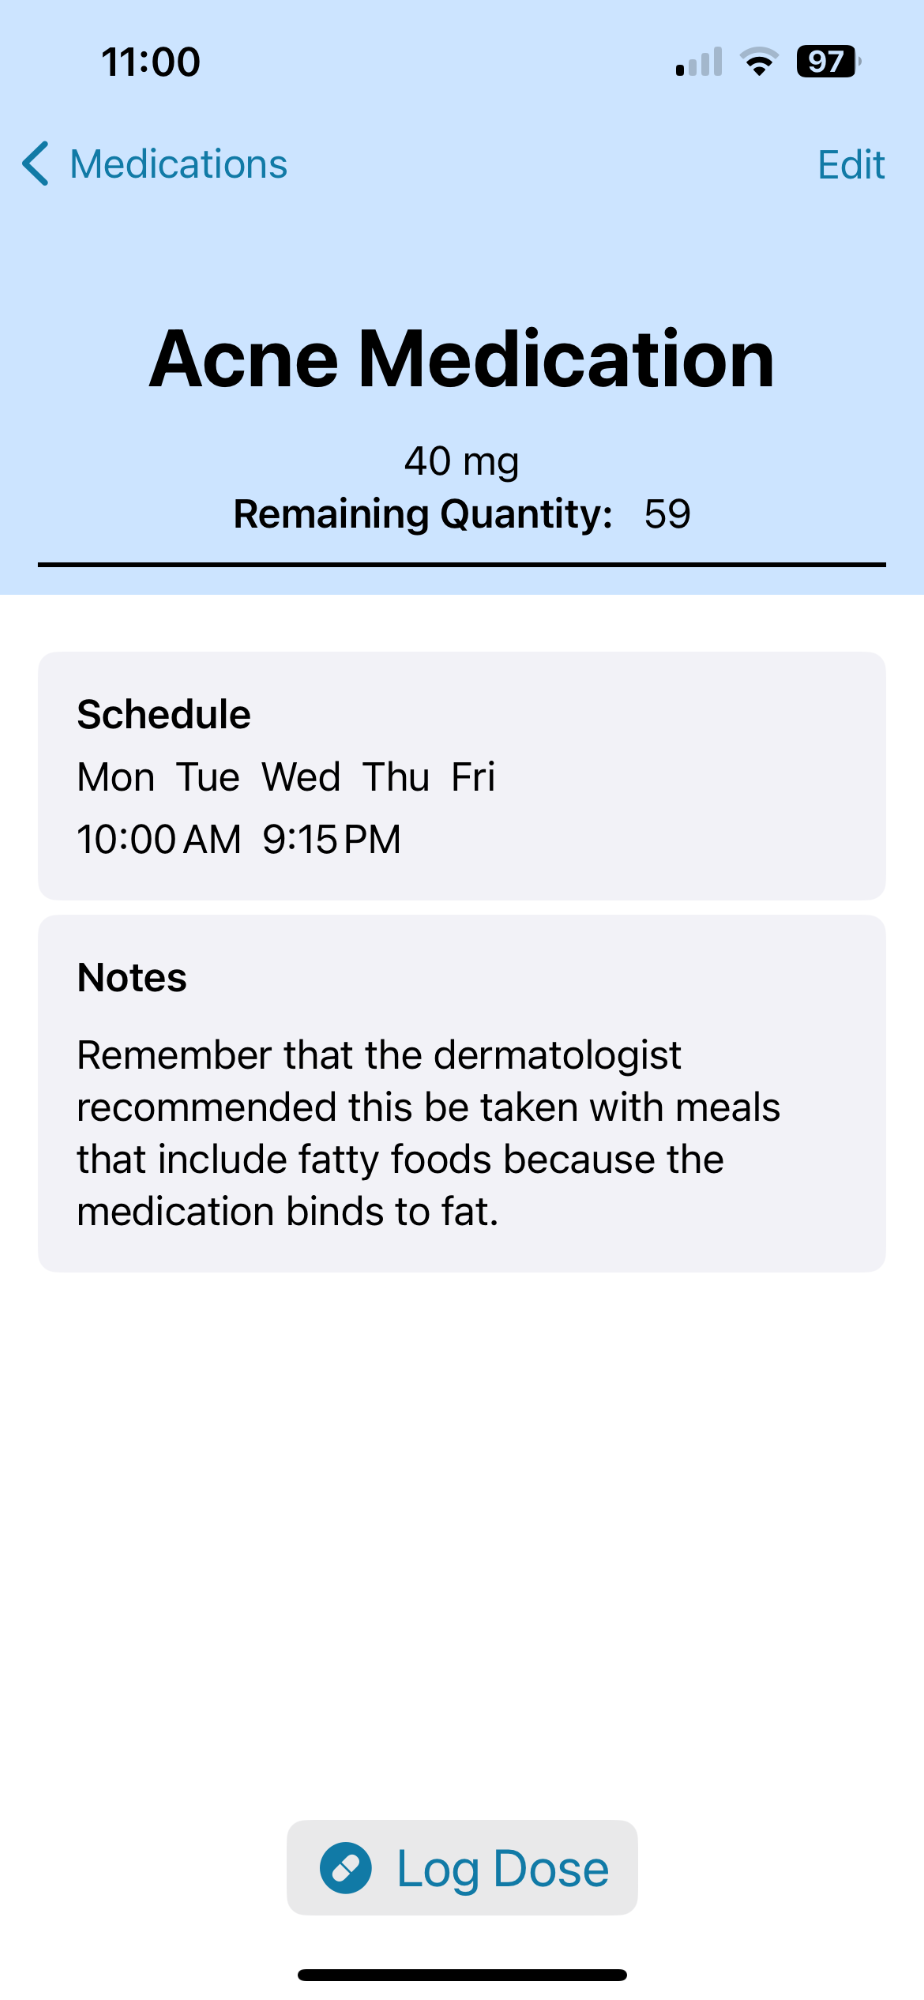 11:00
97
Medications
Edit
Acne Medication
40 mg
Remaining Quantity: 59
Schedule
Mon Tue Wed Thu Fri
10:00 AM 9:15 PM
Notes
Remember that the dermatologist
recommended this be taken with meals
that include fatty foods because the
medication binds to fat.
Log Dose